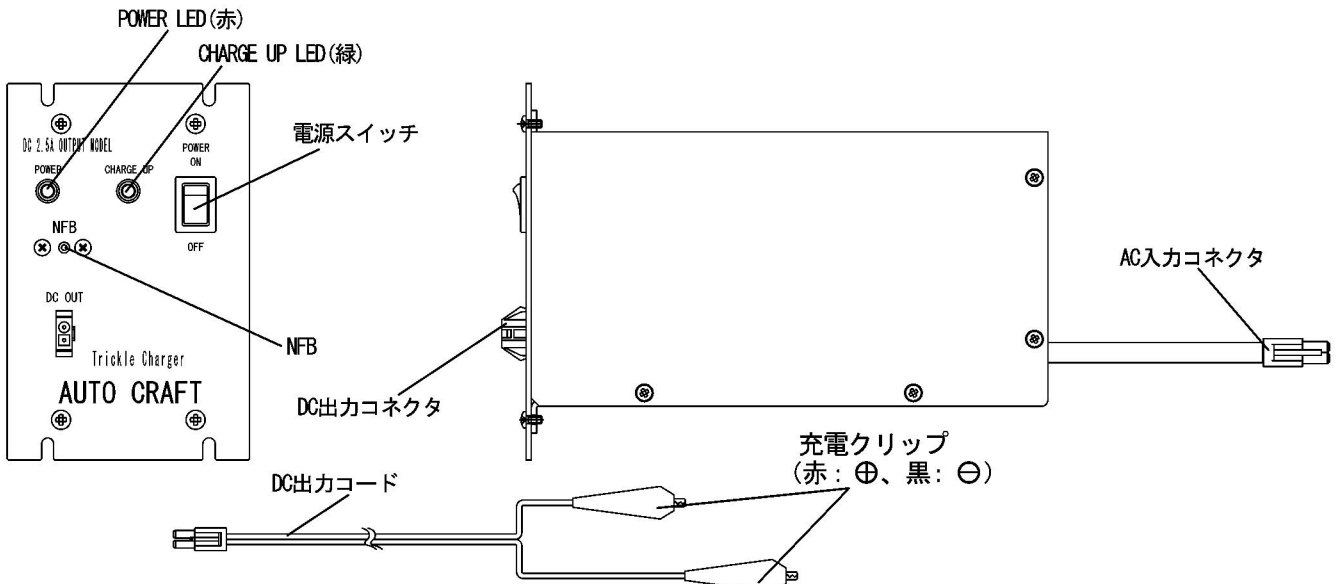 POWER LED(赤)
CHARGE UP LED(緑)
DC 2.5A OUTPUT MODEL
POWER
ON
POWER
CHARGE UP
電源スイッチ
NFB
OFF
DC OUT
NFB
Trickle Charger
AUTO CRAFT
DC出力コネクタ
AC入力コネクタ
充電クリップ
(赤:⊕、黒:⊖)
DC出力コード